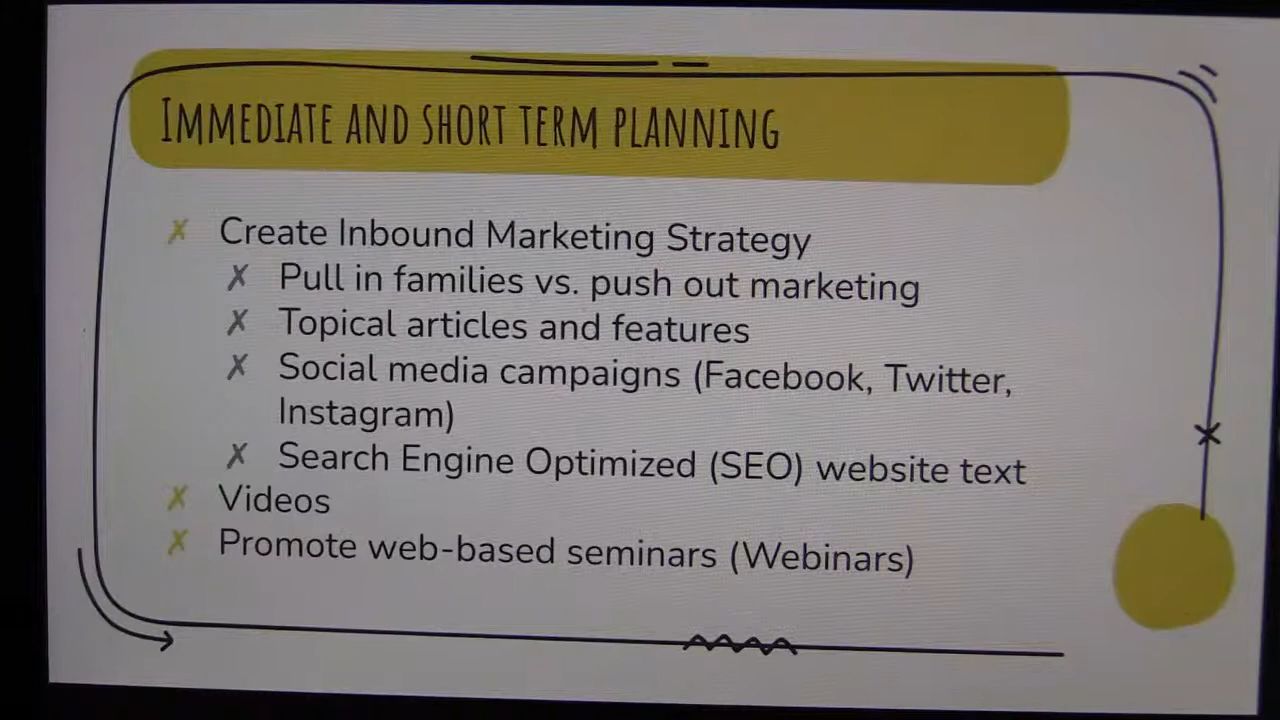 Immediate and short term planning
✗ Create Inbound Marketing Strategy
✗ Pull in families vs. push out marketing
✗ Topical articles and features
✗ Social media campaigns (Facebook, Twitter,
Instagram)
✗ Search Engine Optimized (SEO) website text
✗ Videos
✗ Promote web-based seminars (Webinars)